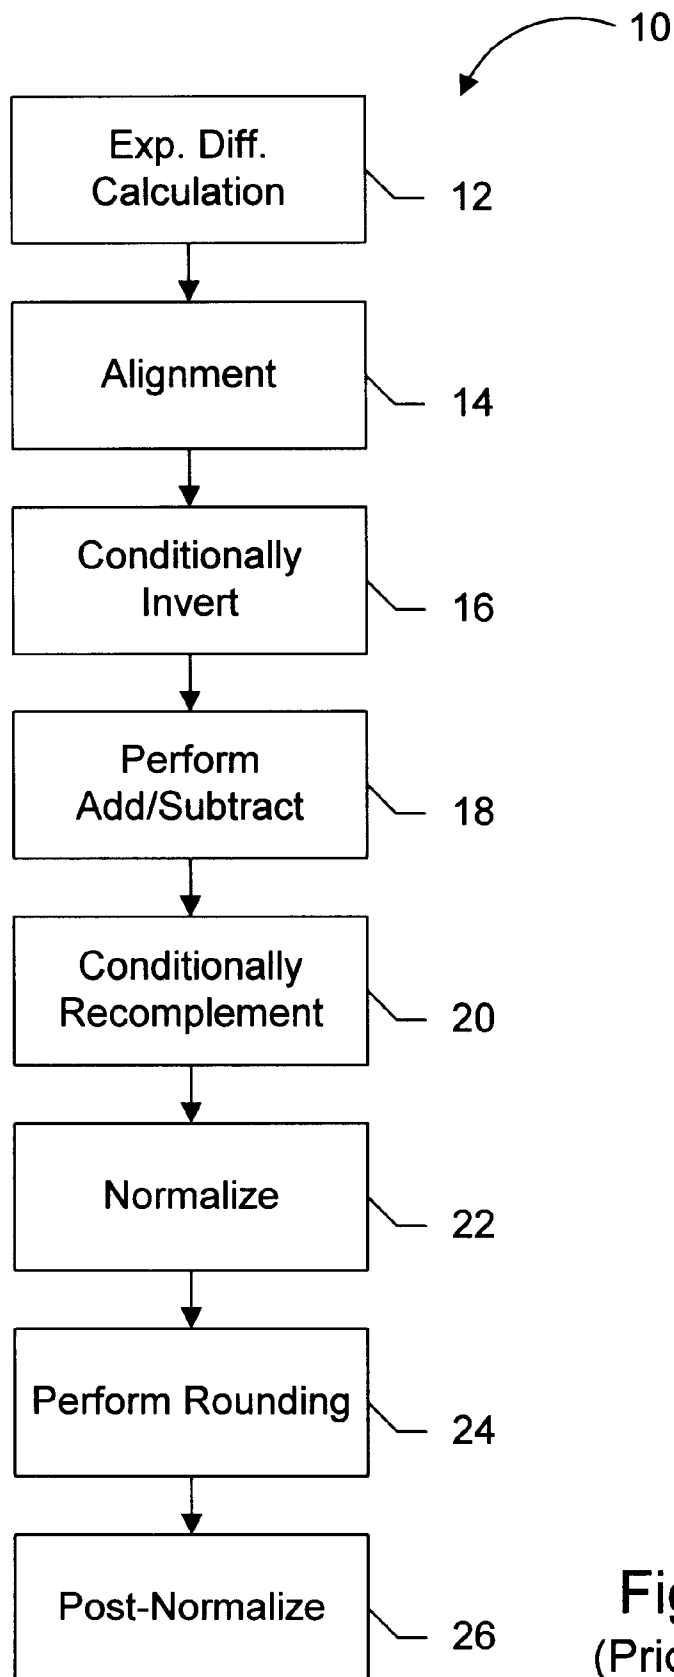 10
Exp. Diff.
Calculation
12
Alignment
14
Conditionally
Invert
16
Perform
Add/Subtract
18
Conditionally
Recomplement
20
Normalize
22
Perform Rounding
24
Post-Normalize
26